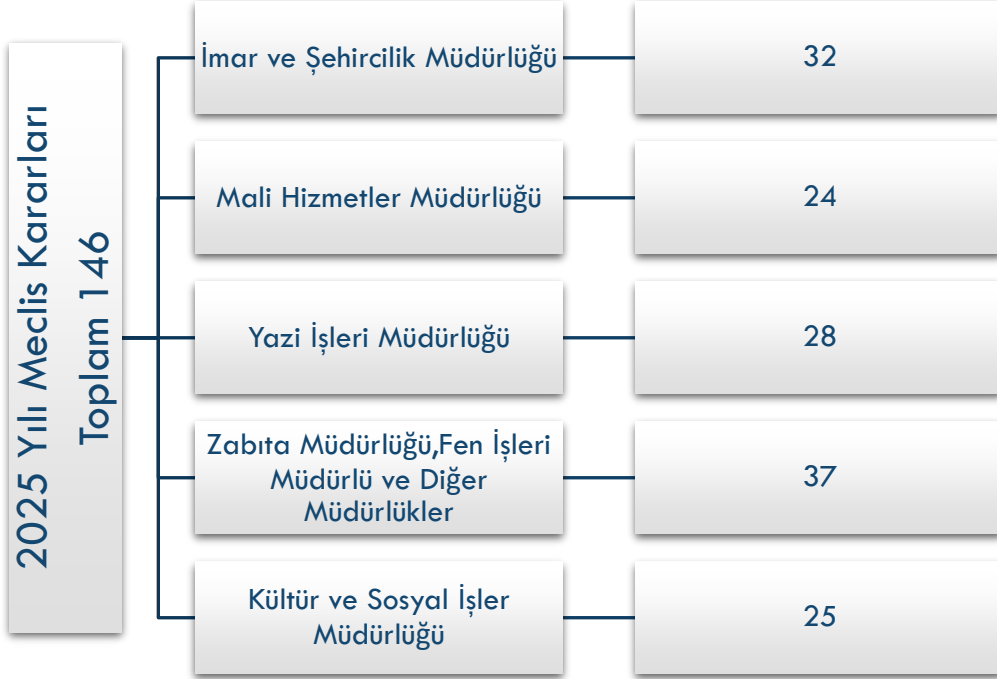 2025 Yılı Meclis Kararları
Toplam 146
İmar ve Şehircilik Müdürlüğü
32
Mali Hizmetler Müdürlüğü
24
Yazi İşleri Müdürlüğü
28
Zabıta Müdürlüğü,Fen İşleri
Müdürlü ve Diğer
Müdürlükler
37
Kültür ve Sosyal İşler
Müdürlüğü
25